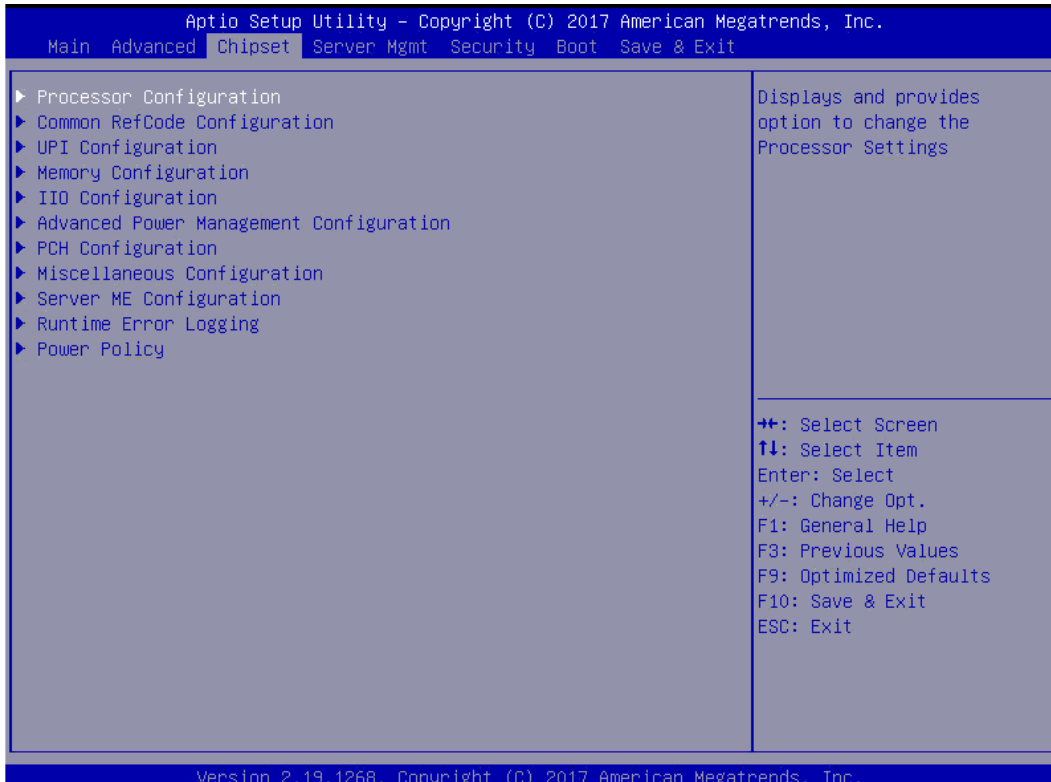 Aptio Setup Utility – Copyright (C) 2017 American Megatrends, Inc.
Main Advanced Chipset Server Mgmt Security Boot Save & Exit
Processor Configuration
Common RefCode Configuration
UPI Configuration
Memory Configuration
IIO Configuration
Advanced Power Management Configuration
PCH Configuration
Miscellaneous Configuration
Server ME Configuration
Runtime Error Logging
Power Policy
Displays and provides
option to change the
Processor Settings
→←: Select Screen
↑↓: Select Item
Enter: Select
+/-: Change Opt.
F1: General Help
F3: Previous Values
F9: Optimized Defaults
F10: Save & Exit
ESC: Exit
Version 2.19.1268. Copyright (C) 2017 American Megatrends, Inc.